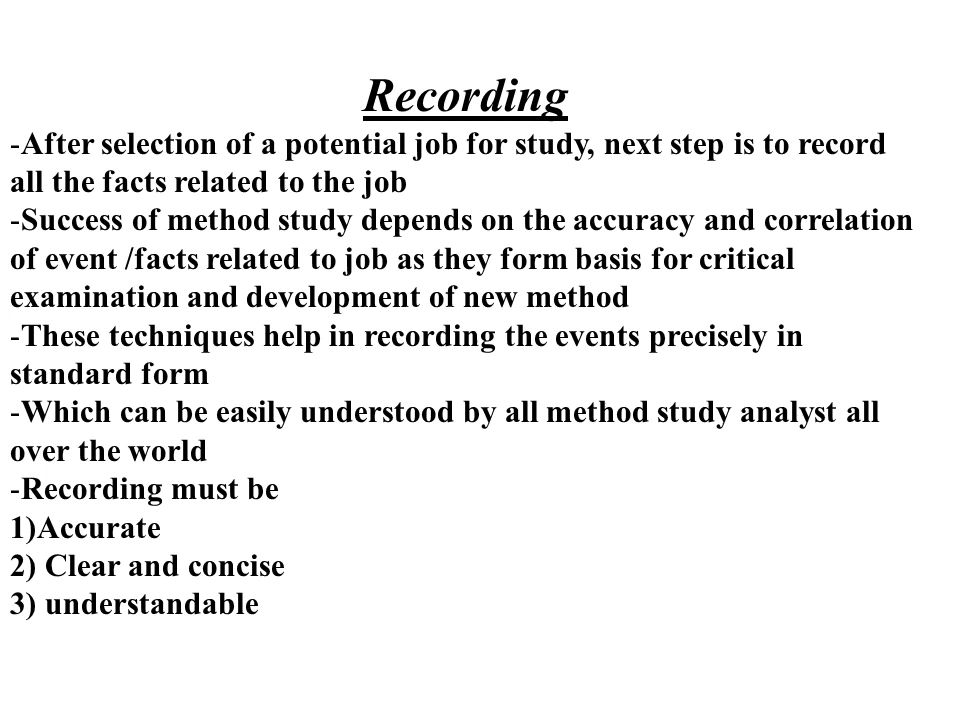 Recording
-After selection of a potential job for study, next step is to record
all the facts related to the job
-Success of method study depends on the accuracy and correlation
of event /facts related to job as they form basis for critical
examination and development of new method
-These techniques help in recording the events precisely in
standard form
-Which can be easily understood by all method study analyst all
over the world
-Recording must be
1)Accurate
2) Clear and concise
3) understandable